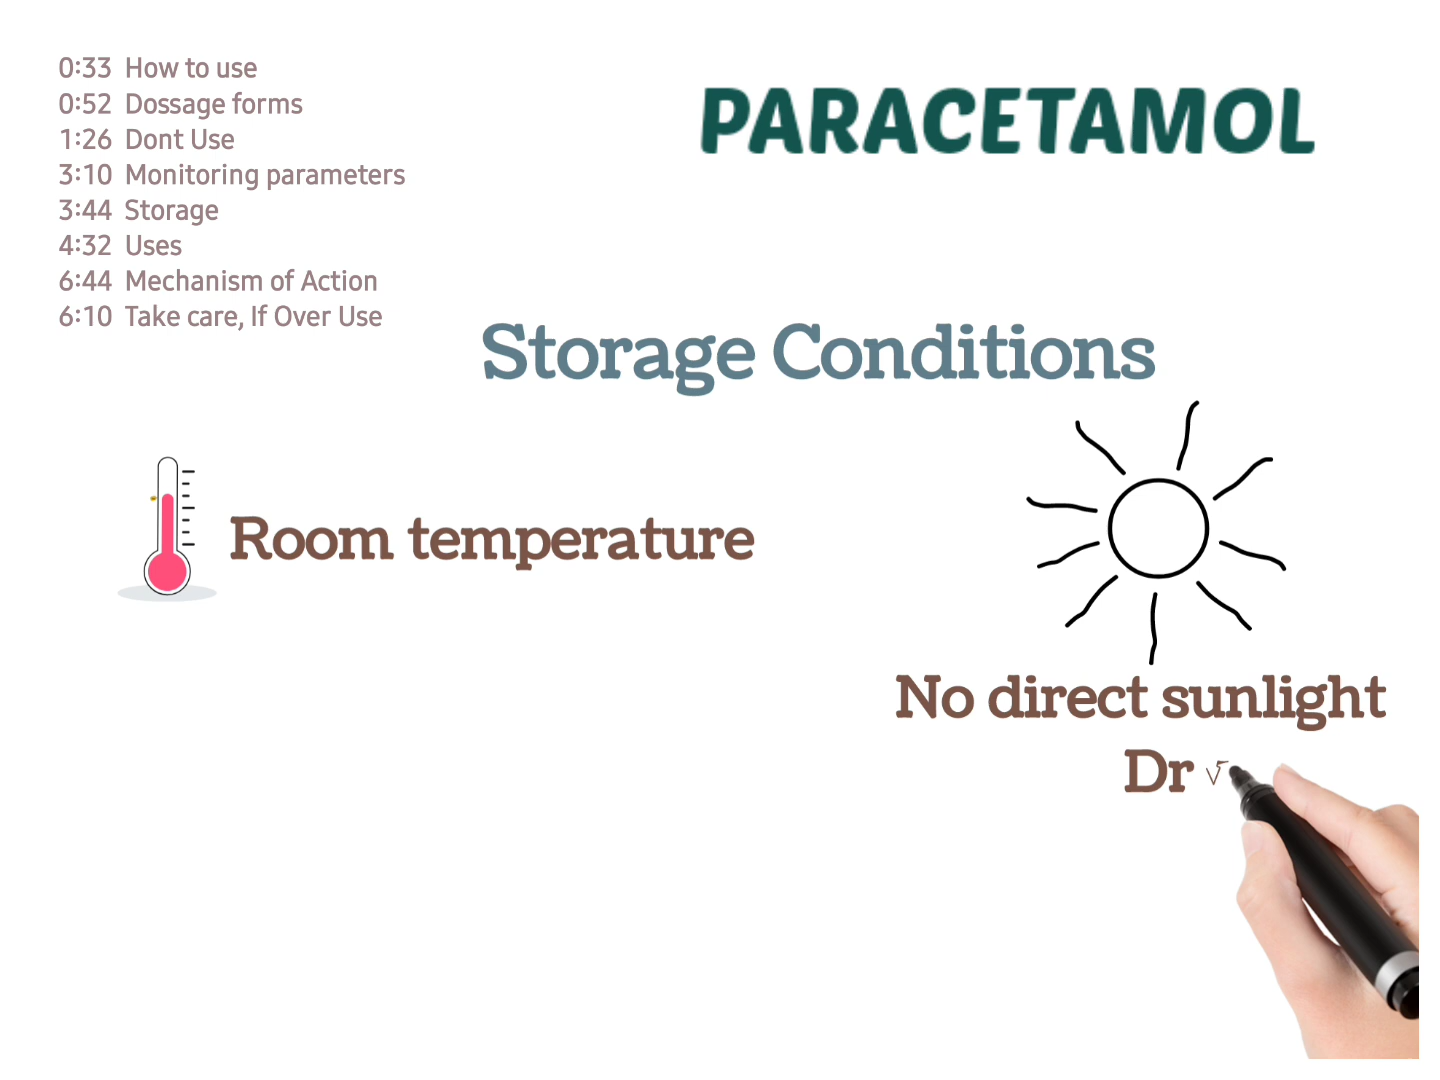 0:33 How to use
0:52 Dossage forms
1:26 Dont Use
3:10 Monitoring parameters
3:44 Storage
4:32 Uses
6:44 Mechanism of Action
6:10 Take care, If Over Use
PARACETAMOL
Storage Conditions
Room temperature
No direct sunlight
Dr